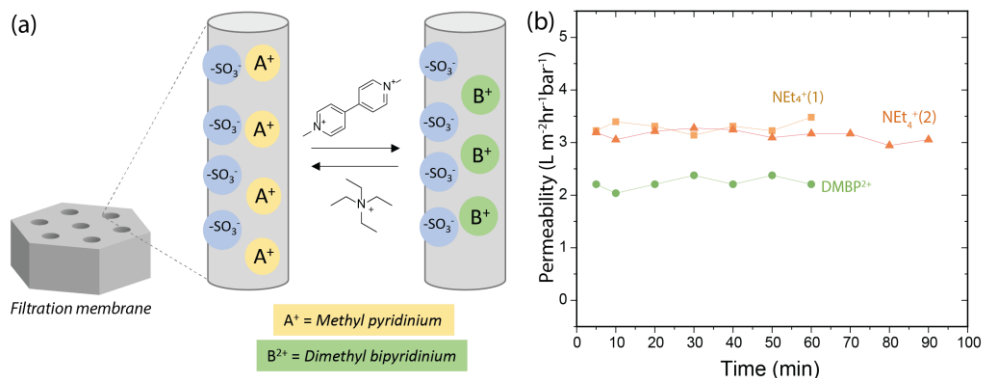 (a)
-SO₃⁻ A⁺
-SO₃⁻ A⁺
-SO₃⁻ A⁺
-SO₃⁻ A⁺
CH₃
N⁺
N⁺
CH₃
N⁺
-SO₃⁻
B⁺
-SO₃⁻
B⁺
-SO₃⁻
B⁺
-SO₃⁻
Filtration membrane
A⁺ = Methyl pyridinium
B²⁺ = Dimethyl bipyridinium
(b)
Permeability (L m⁻²hr⁻¹bar⁻¹)
5
4
3
2
1
0
NEt₄⁺(1)
NEt₄⁺(2)
DMBP²⁺
0 10 20 30 40 50 60 70 80 90 100
Time (min)